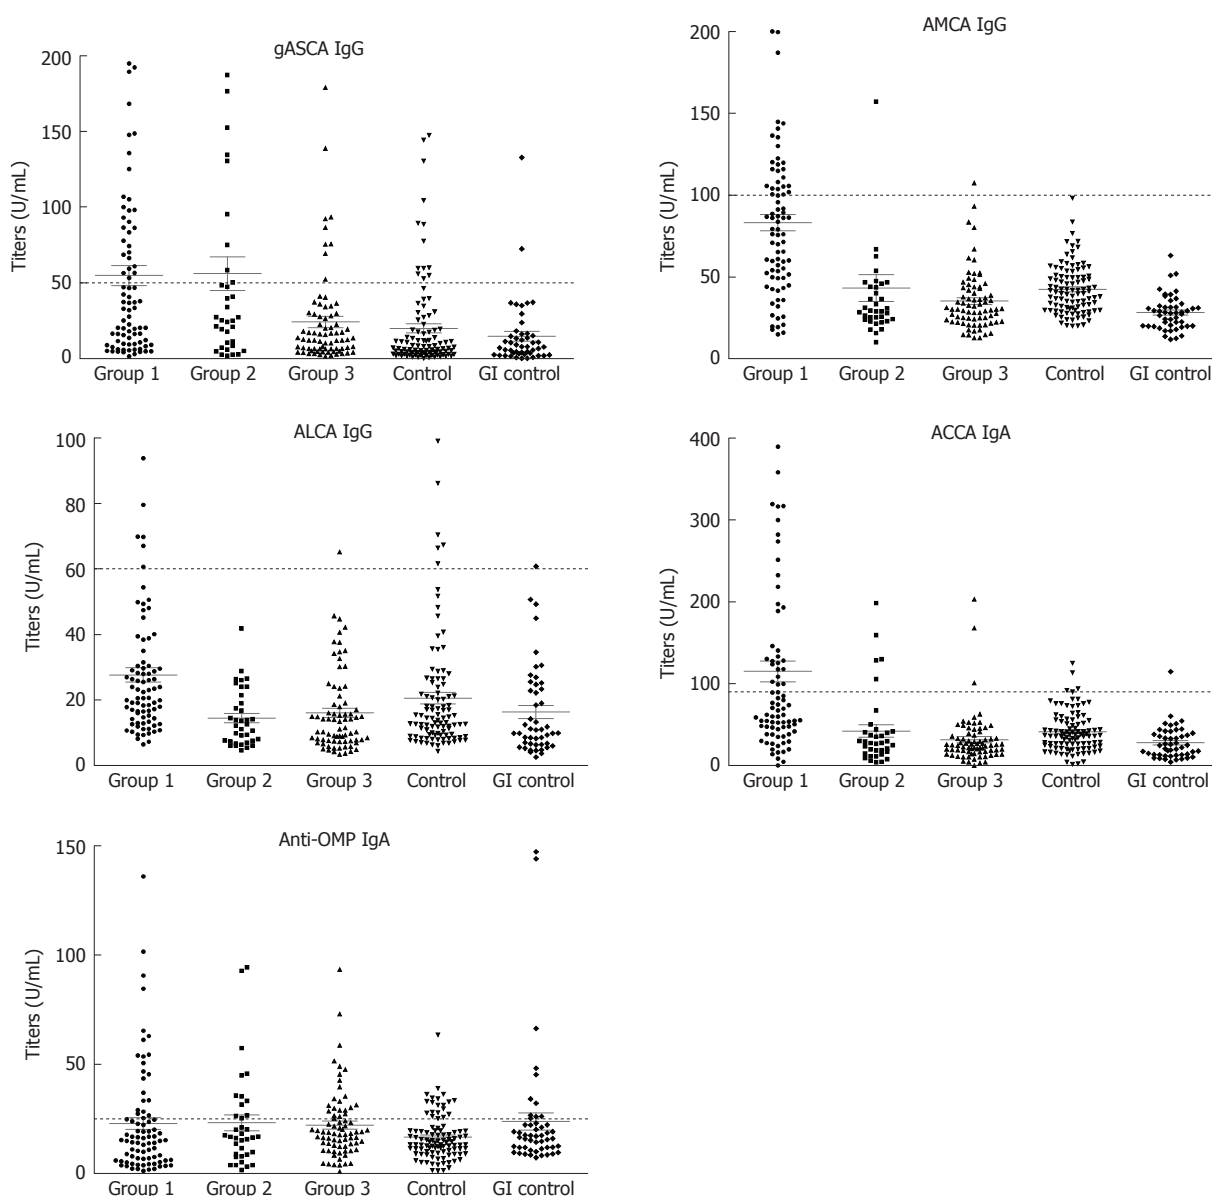 gASCA IgG
Titers (U/mL)
200
150
100
50
0
Group 1 Group 2 Group 3 Control GI control
AMCA IgG
Titers (U/mL)
200
150
100
50
0
Group 1 Group 2 Group 3 Control GI control
ALCA IgG
Titers (U/mL)
100
80
60
40
20
0
Group 1 Group 2 Group 3 Control GI control
ACCA IgA
Titers (U/mL)
400
300
200
100
0
Group 1 Group 2 Group 3 Control GI control
Anti-OMP IgA
Titers (U/mL)
150
100
50
0
Group 1 Group 2 Group 3 Control GI control